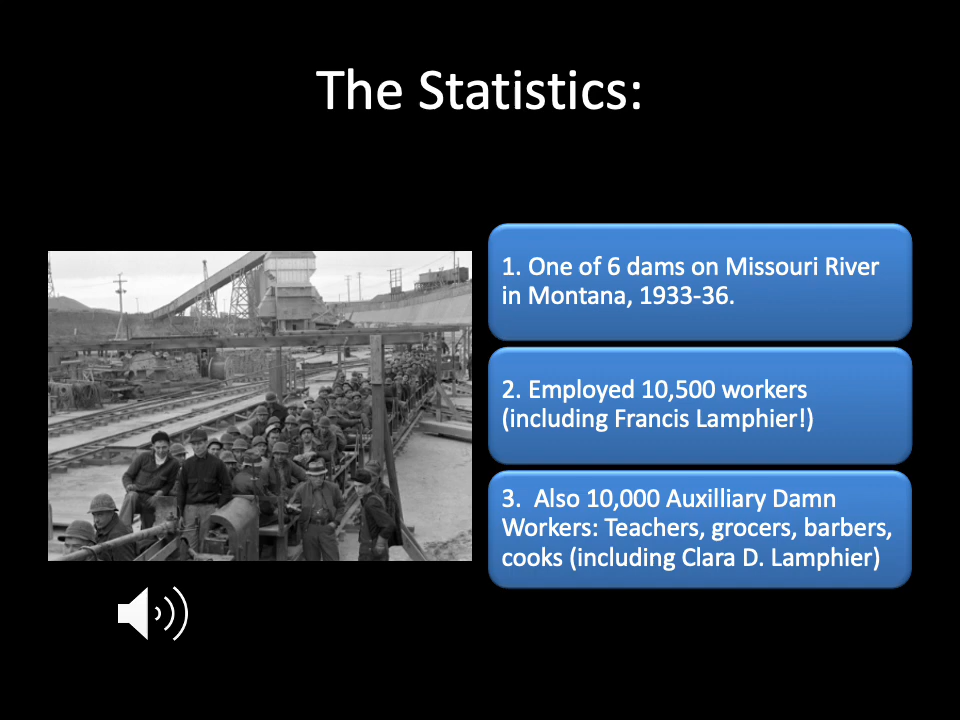 The Statistics:
1. One of 6 dams on Missouri River
in Montana, 1933-36.
2. Employed 10,500 workers
(including Francis Lamphier!)
3.  Also 10,000 Auxilliary Damn
Workers: Teachers, grocers, barbers,
cooks (including Clara D. Lamphier)